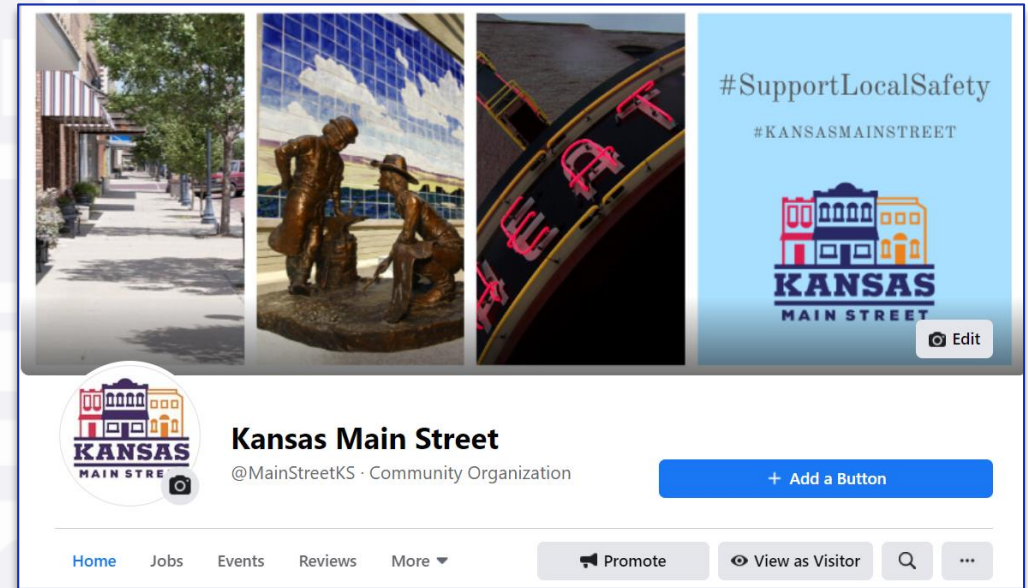 #SupportLocalSafety
#KANSASMAINSTREET
KANSAS
MAIN STREET
Edit
KANSAS
Kansas Main Street
@MainStreetKS · Community Organization
+ Add a Button
Home Jobs Events Reviews More
Promote View as Visitor ...